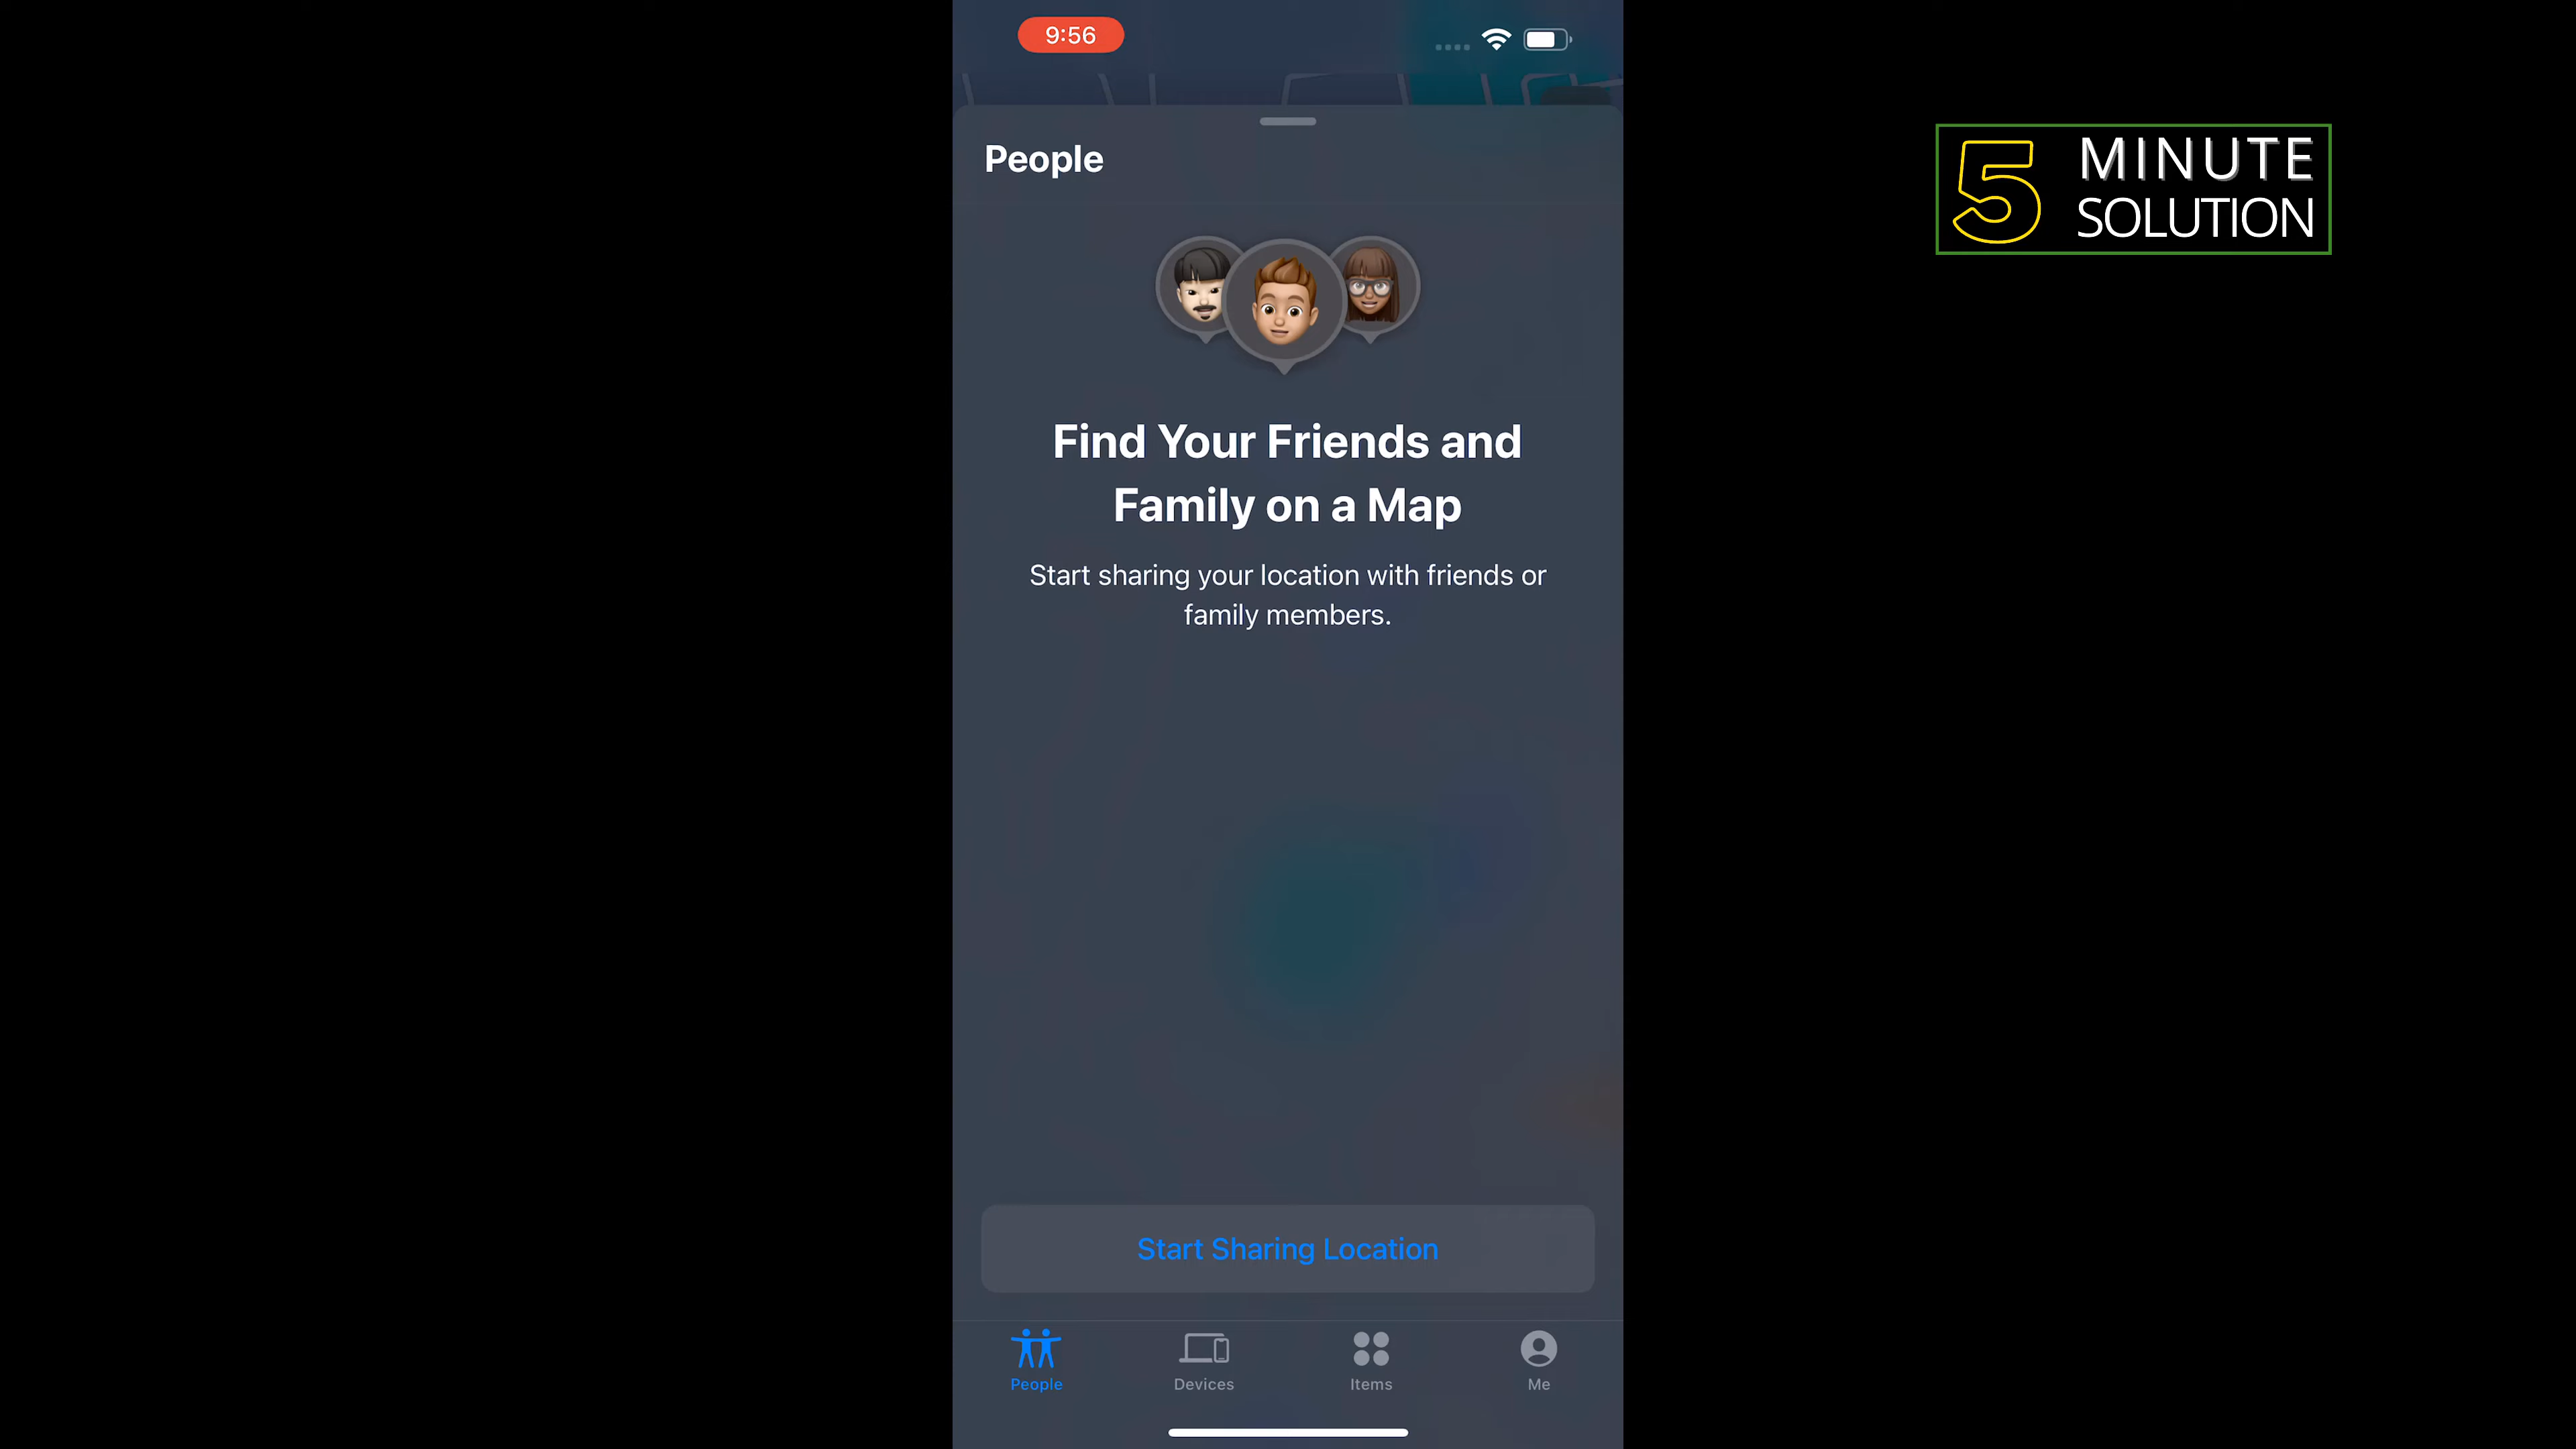 9:56
People
5 MINUTE
SOLUTION
Find Your Friends and
Family on a Map
Start sharing your location with friends or
family members.
Start Sharing Location
People
Devices
Items
Me